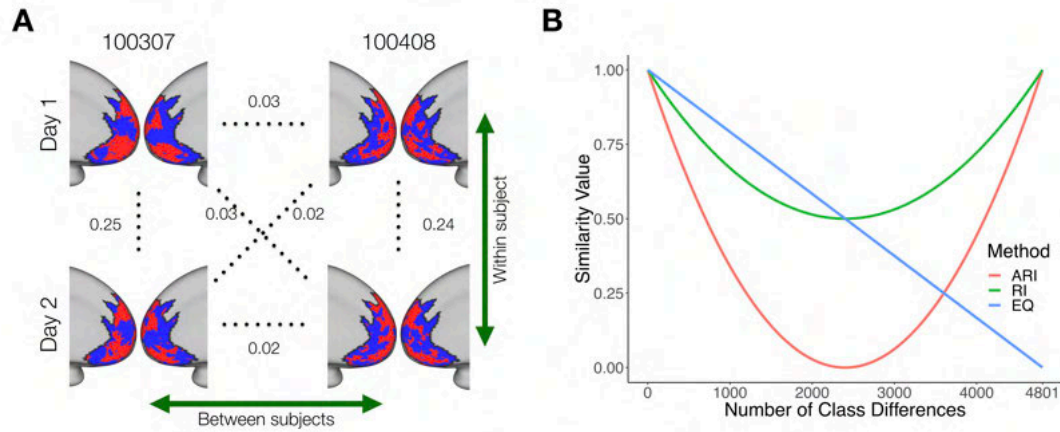 A
100307
100408
Day 1
0.03
0.25
0.03
0.02
0.24
Within subject
Day 2
0.02
Between subjects
B
Similarity Value
1.00
0.75
0.50
0.25
0.00
Method
ARI
RI
EQ
0
1000
2000
3000
4000
4801
Number of Class Differences